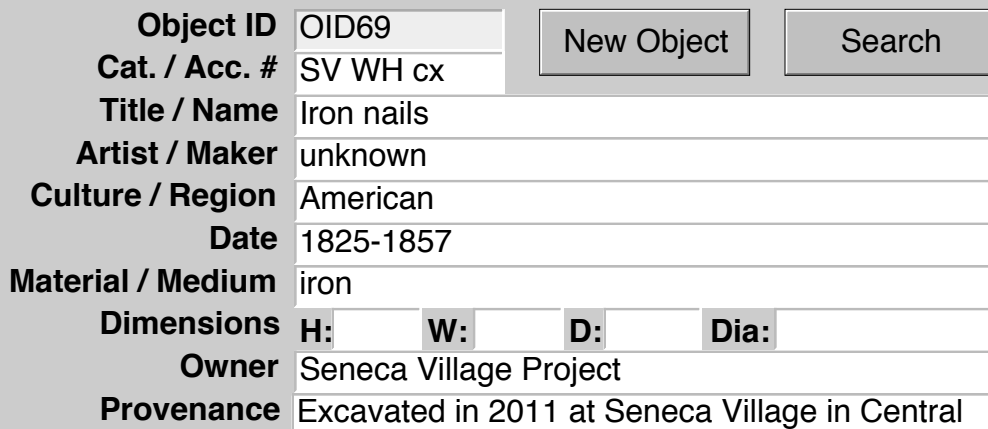 Object ID OID69 New Object Search
Cat. / Acc. # SV WH cx
Title / Name Iron nails
Artist / Maker unknown
Culture / Region American
Date 1825-1857
Material / Medium iron
Dimensions H: W: D: Dia:
Owner Seneca Village Project
Provenance Excavated in 2011 at Seneca Village in Central